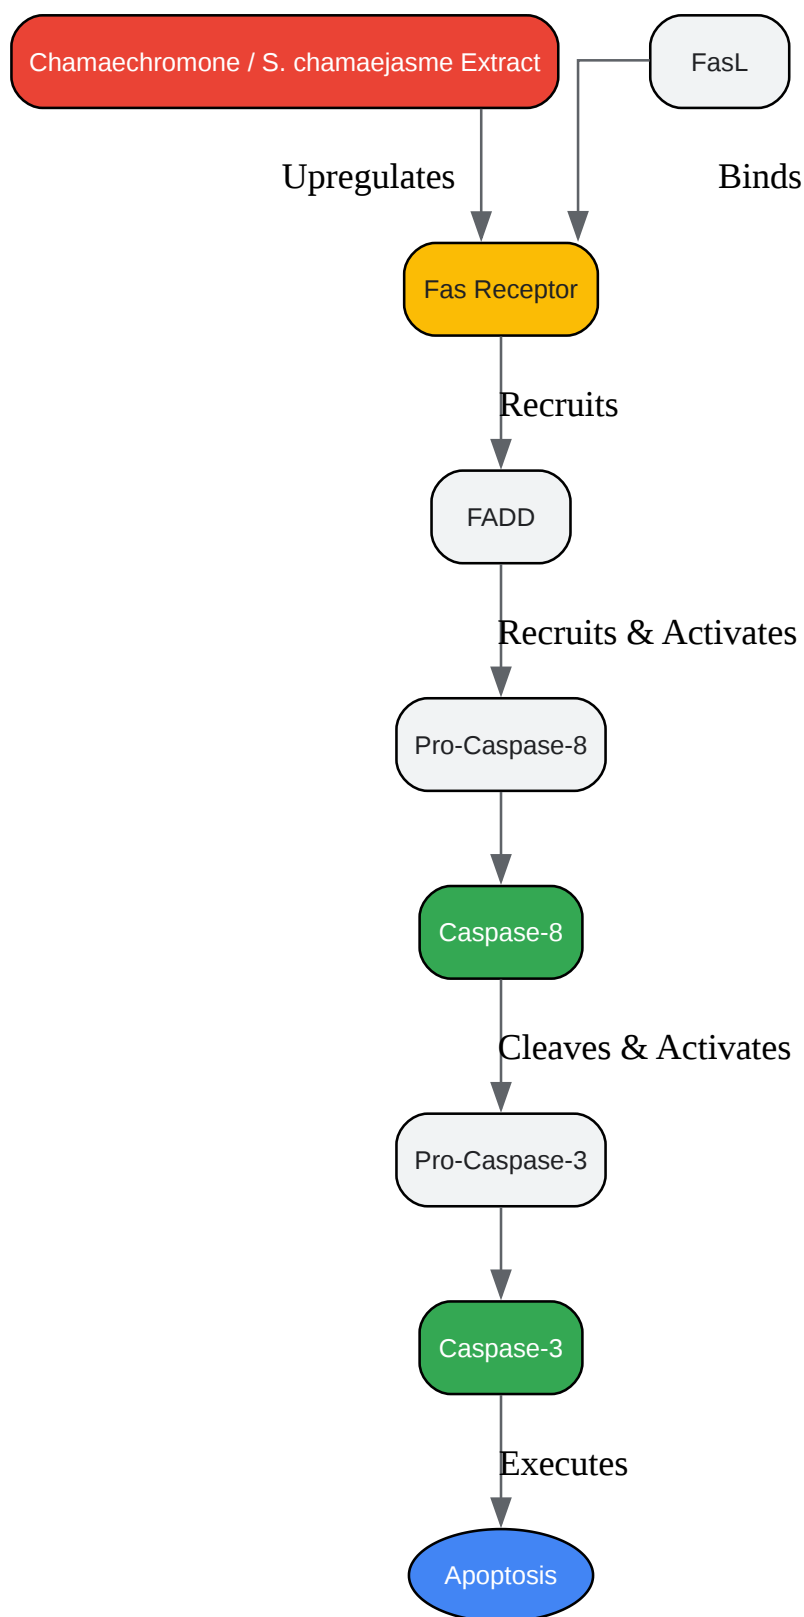 Chamaechromone / S. chamaejasme Extract
FasL
Upregulates
Binds
Fas Receptor
Recruits
FADD
Recruits & Activates
Pro-Caspase-8
Caspase-8
Cleaves & Activates
Pro-Caspase-3
Caspase-3
Executes
Apoptosis